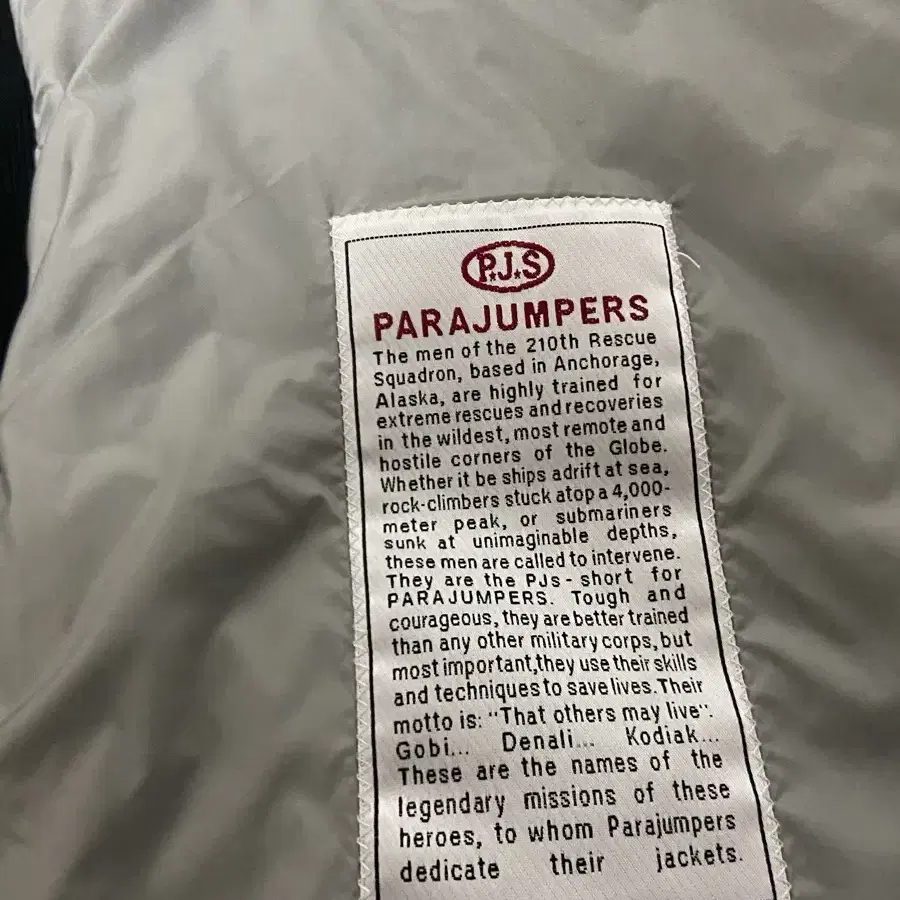 P.J.S
PARAJUMPERS
The men of the 210th Rescue
Squadron, based in Anchorage,
Alaska, are highly trained for
extreme rescues and recoveries
in the wildest, most remote and
hostile corners of the Globe.
Whether it be ships adrift at sea,
rock-climbers stuck atop a 4,000-
meter peak, or submariners
sunk at unimaginable depths,
these men are called to intervene.
They are the PJs - short for
PARAJUMPERS. Tough and
courageous, they are better trained
than any other military corps, but
most important, they use their skills
and techniques to save lives. Their
motto is: "That others may live".
Gobi... Denali... Kodiak...
These are the names of the
legendary missions of these
heroes, to whom Parajumpers
dedicate their jackets.